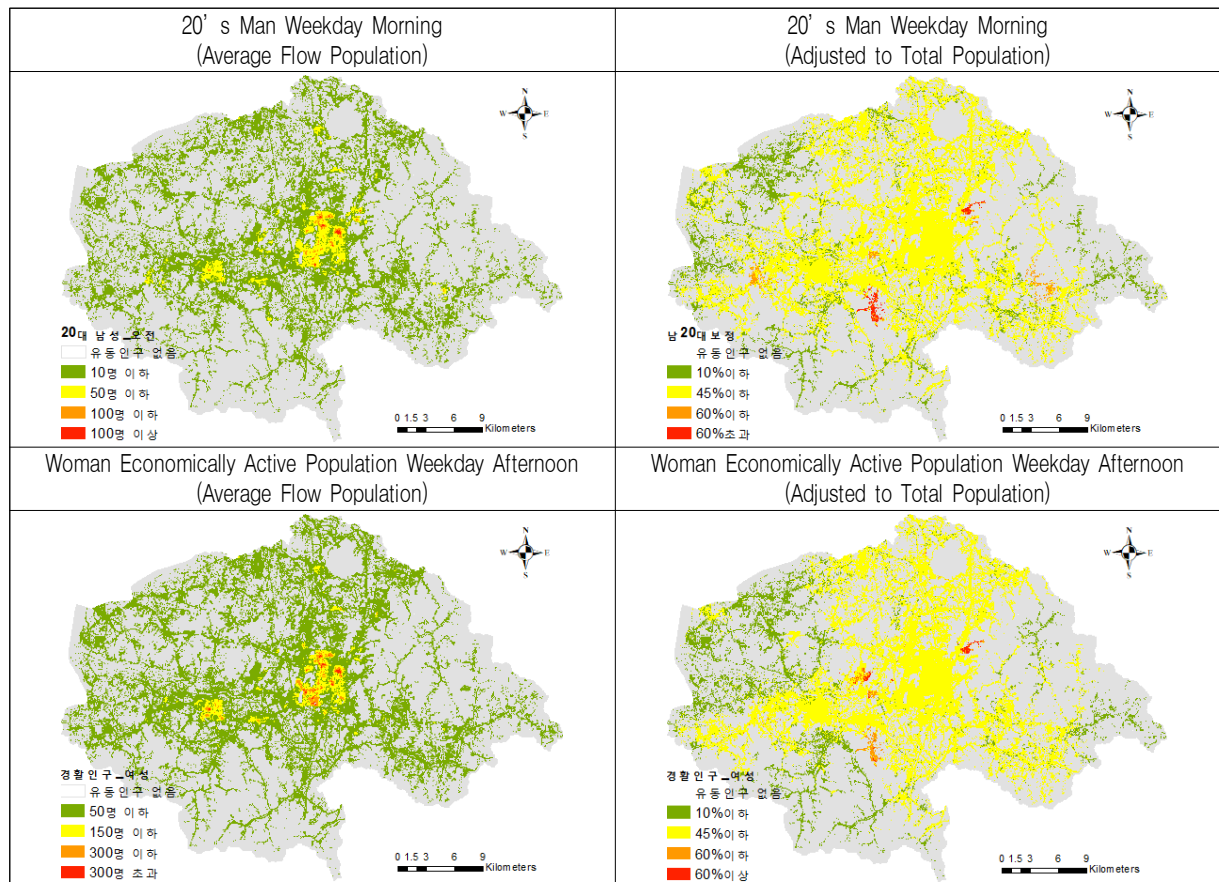 20's Man Weekday Morning
(Average Flow Population)
20's Man Weekday Morning
(Adjusted to Total Population)
N
W E
S
20대 남성_오전
유동인구 없음
10명 이하
50명 이하
100명 이하
100명 이상
0 1.5 3 6 9
Kilometers
N
W E
S
남20대보정
유동인구 없음
10%이하
45%이하
60%이하
60%초과
0 1.5 3 6 9
Kilometers
Woman Economically Active Population Weekday Afternoon
(Average Flow Population)
Woman Economically Active Population Weekday Afternoon
(Adjusted to Total Population)
N
W E
S
경활인구_여성
유동인구 없음
50명 이하
150명 이하
300명 이하
300명 초과
0 1.5 3 6 9
Kilometers
N
W E
S
경활인구_여성
유동인구 없음
10%이하
45%이하
60%이하
60%이상
0 1.5 3 6 9
Kilometers